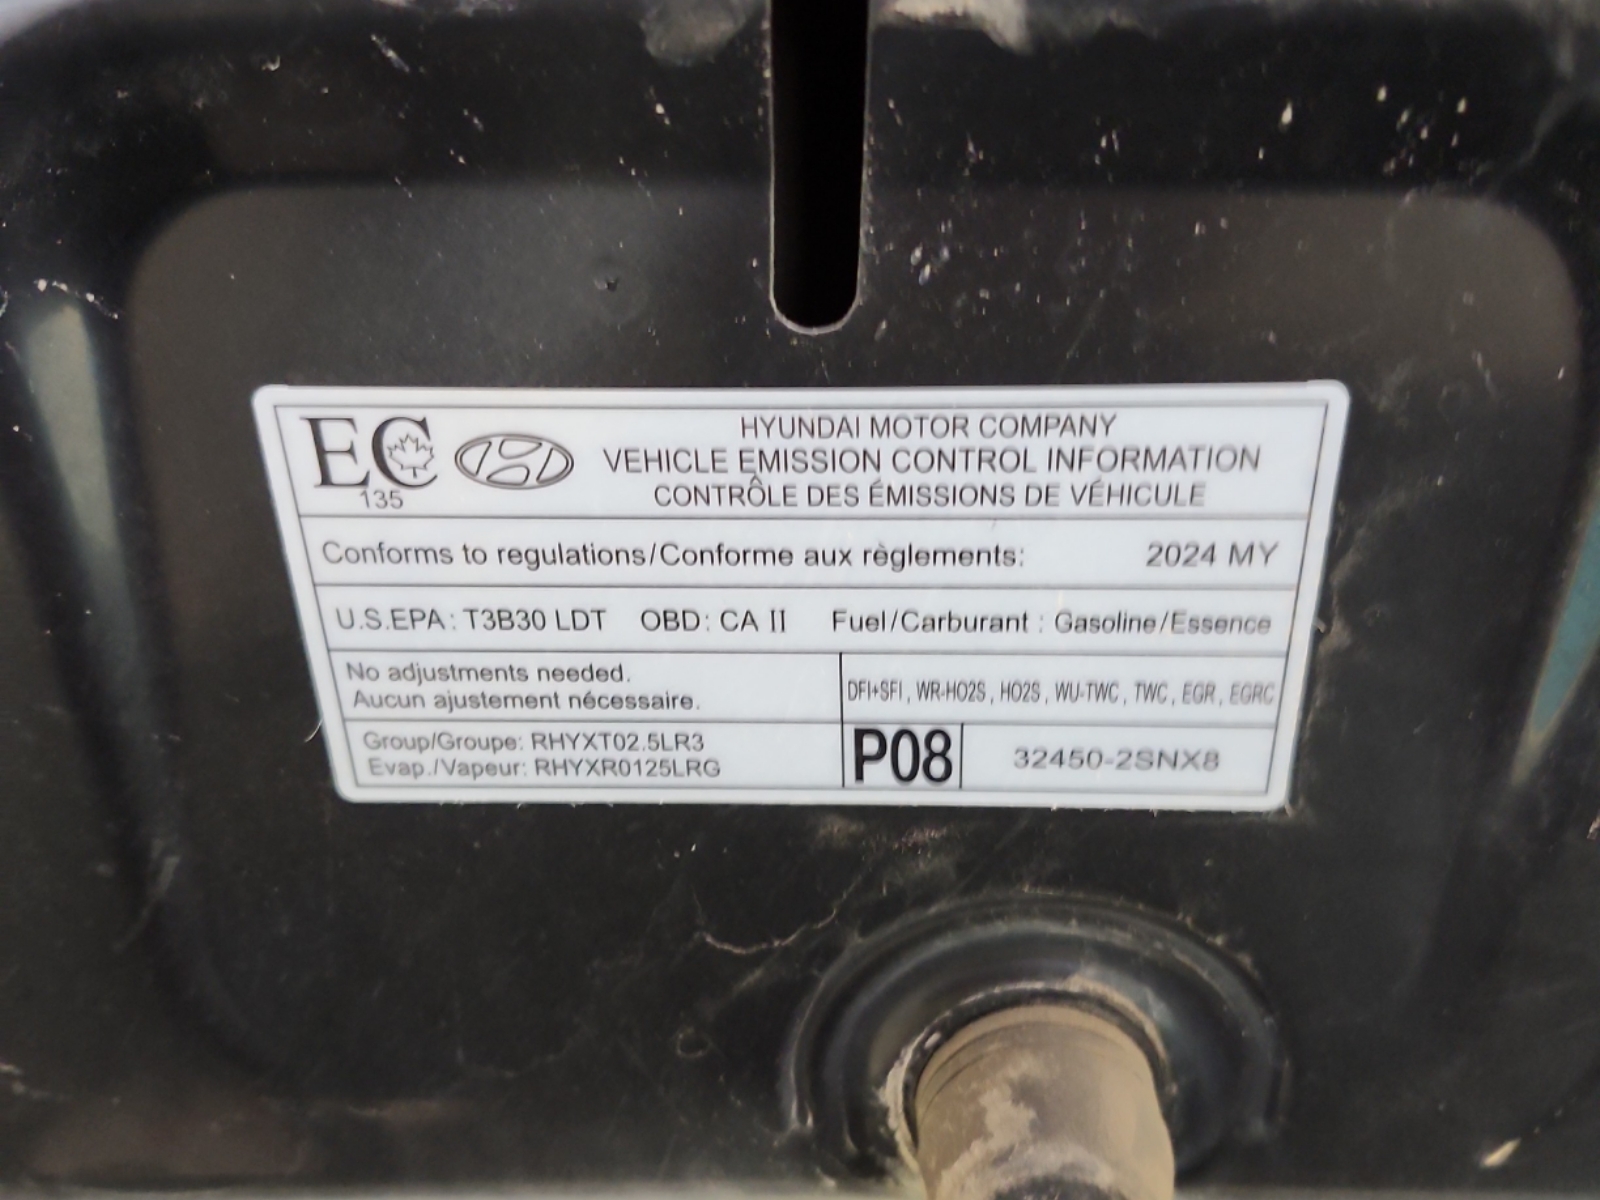 EC
135
HYUNDAI MOTOR COMPANY
VEHICLE EMISSION CONTROL INFORMATION
CONTRÔLE DES ÉMISSIONS DE VÉHICULE
Conforms to regulations/Conforme aux règlements: 2024 MY
U.S.EPA: T3B30 LDT OBD: CA II Fuel/Carburant : Gasoline/Essence
No adjustments needed.
Aucun ajustement nécessaire.
DFI+SFI, WR-HO2S, HO2S, WU-TWC, TWC, EGR, EGRC
Group/Groupe: RHYXT02.5LR3
Evap./Vapeur: RHYXR0125LRG
P08
32450-2SNX8